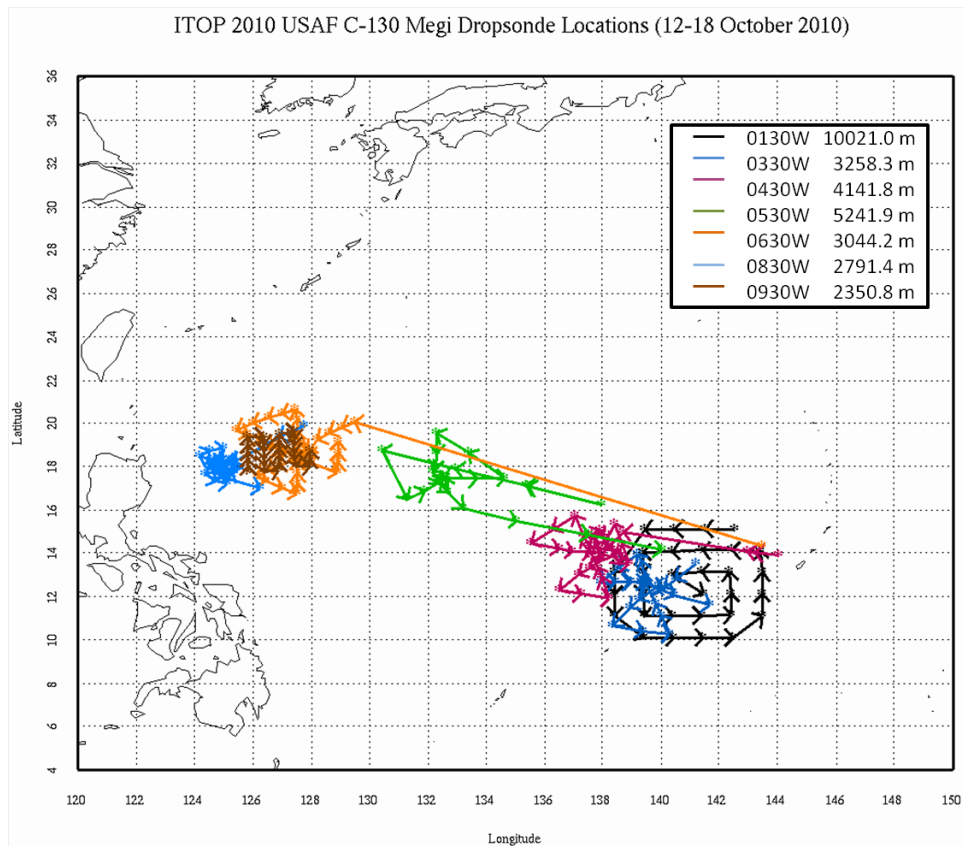 ITOP 2010 USAF C-130 Megi Dropsonde Locations (12-18 October 2010)
36
34
32
30
28
26
24
22
20
18
16
14
12
10
8
6
4
Latitude
0130W 10021.0 m
0330W 3258.3 m
0430W 4141.8 m
0530W 5241.9 m
0630W 3044.2 m
0830W 2791.4 m
0930W 2350.8 m
120 122 124 126 128 130 132 134 136 138 140 142 144 146 148 150
Longitude